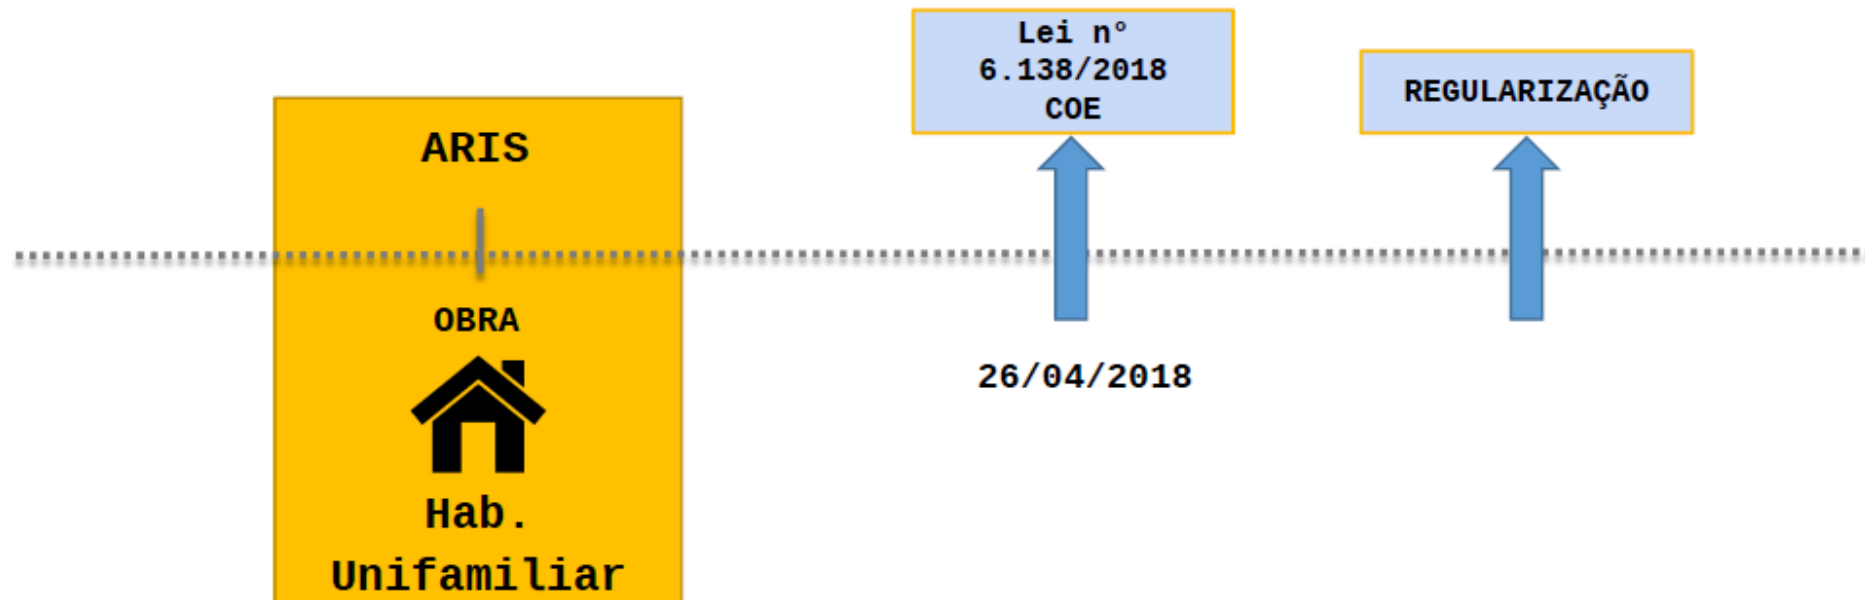 Lei nº
6.138/2018
COE
REGULARIZAÇÃO
ARIS
OBRA
26/04/2018
Hab.
Unifamiliar